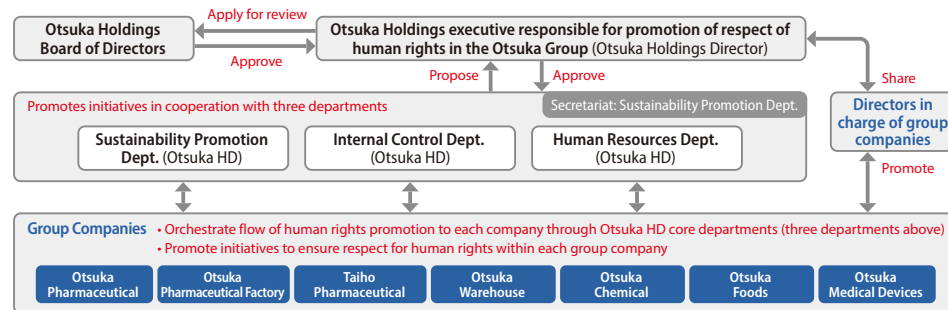 Otsuka Holdings
Board of Directors
Apply for review
Approve
Otsuka Holdings executive responsible for promotion of respect of
human rights in the Otsuka Group (Otsuka Holdings Director)
Propose
Approve
Share
Promotes initiatives in cooperation with three departments
Secretariat: Sustainability Promotion Dept.
Sustainability Promotion
Dept. (Otsuka HD)
Internal Control Dept.
(Otsuka HD)
Human Resources Dept.
(Otsuka HD)
Directors in
charge of group
companies
Promote
Group Companies
• Orchestrate flow of human rights promotion to each company through Otsuka HD core departments (three departments above)
• Promote initiatives to ensure respect for human rights within each group company
Otsuka
Pharmaceutical
Otsuka
Pharmaceutical Factory
Taiho
Pharmaceutical
Otsuka
Warehouse
Otsuka
Chemical
Otsuka
Foods
Otsuka
Medical Devices